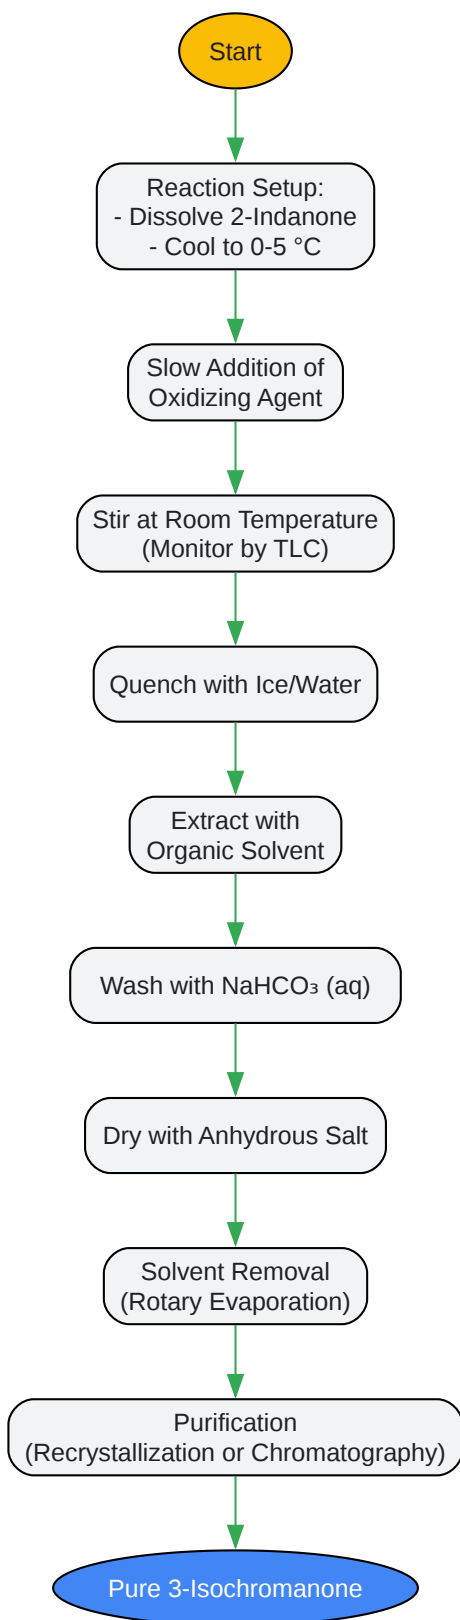 Start
Reaction Setup:
- Dissolve 2-Indanone
- Cool to 0-5 °C
Slow Addition of
Oxidizing Agent
Stir at Room Temperature
(Monitor by TLC)
Quench with Ice/Water
Extract with
Organic Solvent
Wash with NaHCO₃ (aq)
Dry with Anhydrous Salt
Solvent Removal
(Rotary Evaporation)
Purification
(Recrystallization or Chromatography)
Pure 3-Isochromanone